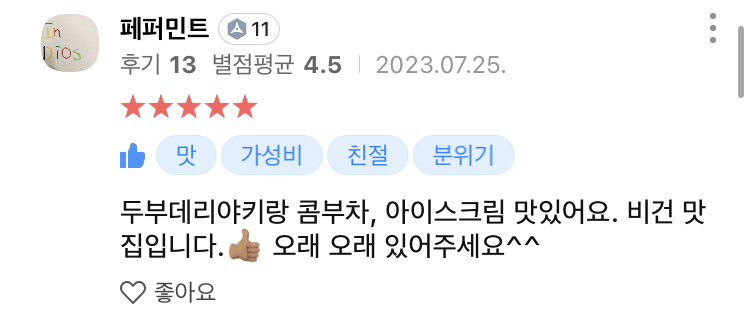 In
Dios
페퍼민트 11
후기 13 별점평균 4.5 2023.07.25.
맛 가성비 친절 분위기
두부데리야키랑 콤부차, 아이스크림 맛있어요. 비건 맛
집입니다.👍🏽 오래 오래 있어주세요^^
좋아요